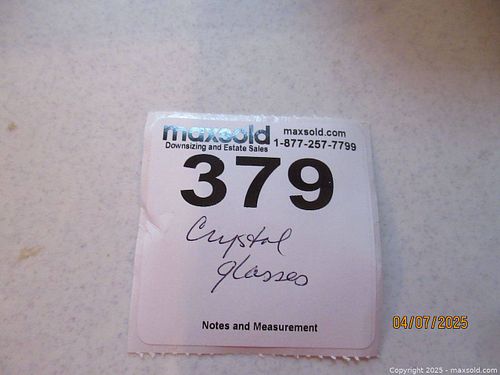 maxsold maxsold.com
Downsizing and Estate Sales 1-877-257-7799
379
Crystal
glasses
Notes and Measurement
04/07/2025
Copyright 2025 - maxsold.com